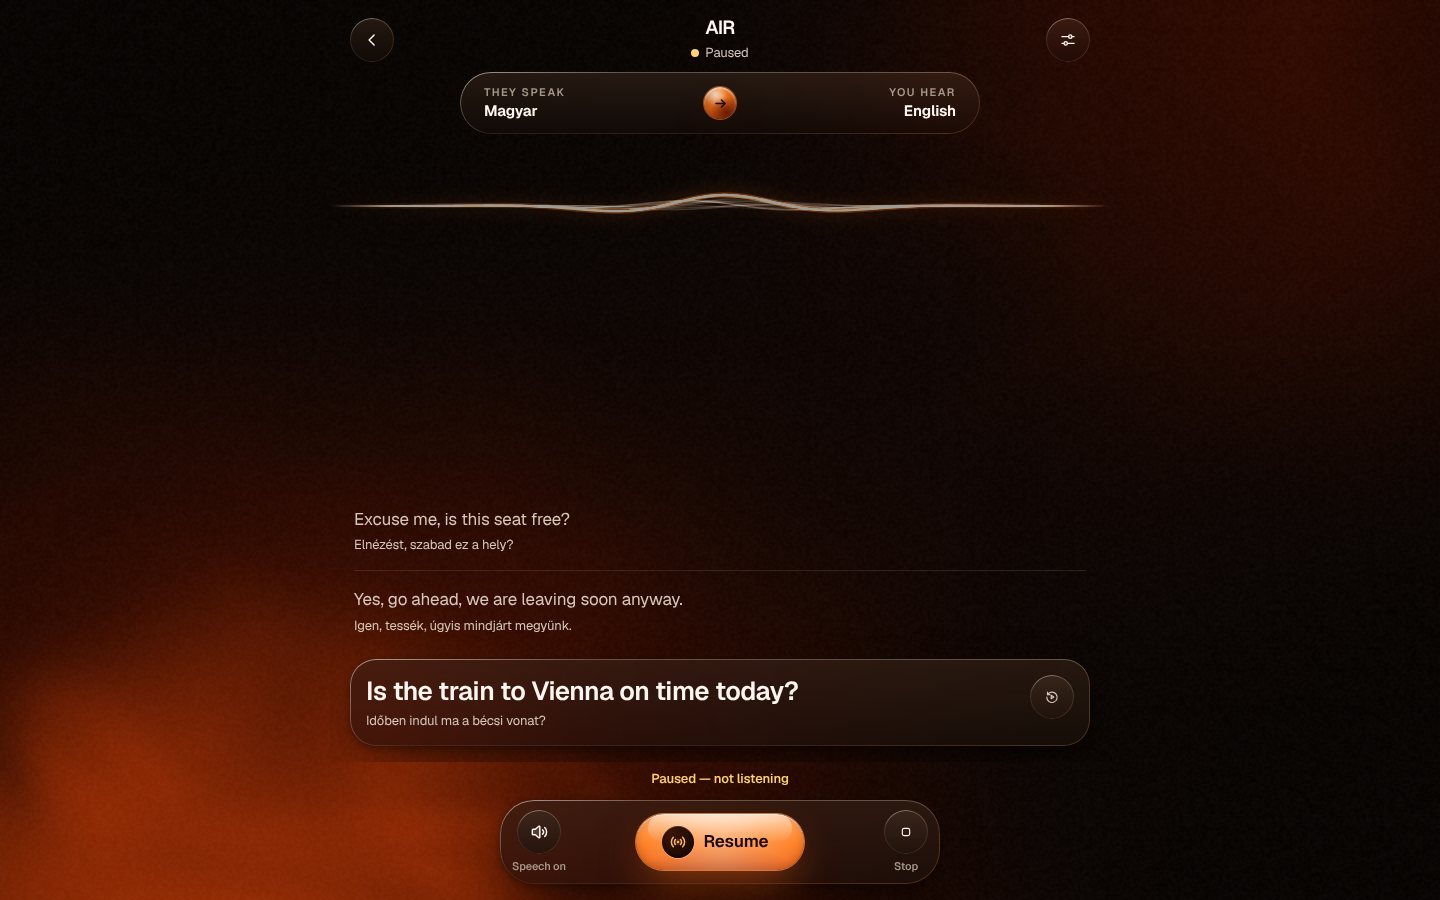 AIR
Paused
THEY SPEAK
Magyar
YOU HEAR
English
Excuse me, is this seat free?
Elnézést, szabad ez a hely?
Yes, go ahead, we are leaving soon anyway.
Igen, tessék, úgyis mindjárt megyünk.
Is the train to Vienna on time today?
Időben indul ma a bécsi vonat?
Paused — not listening
Speech on
Resume
Stop